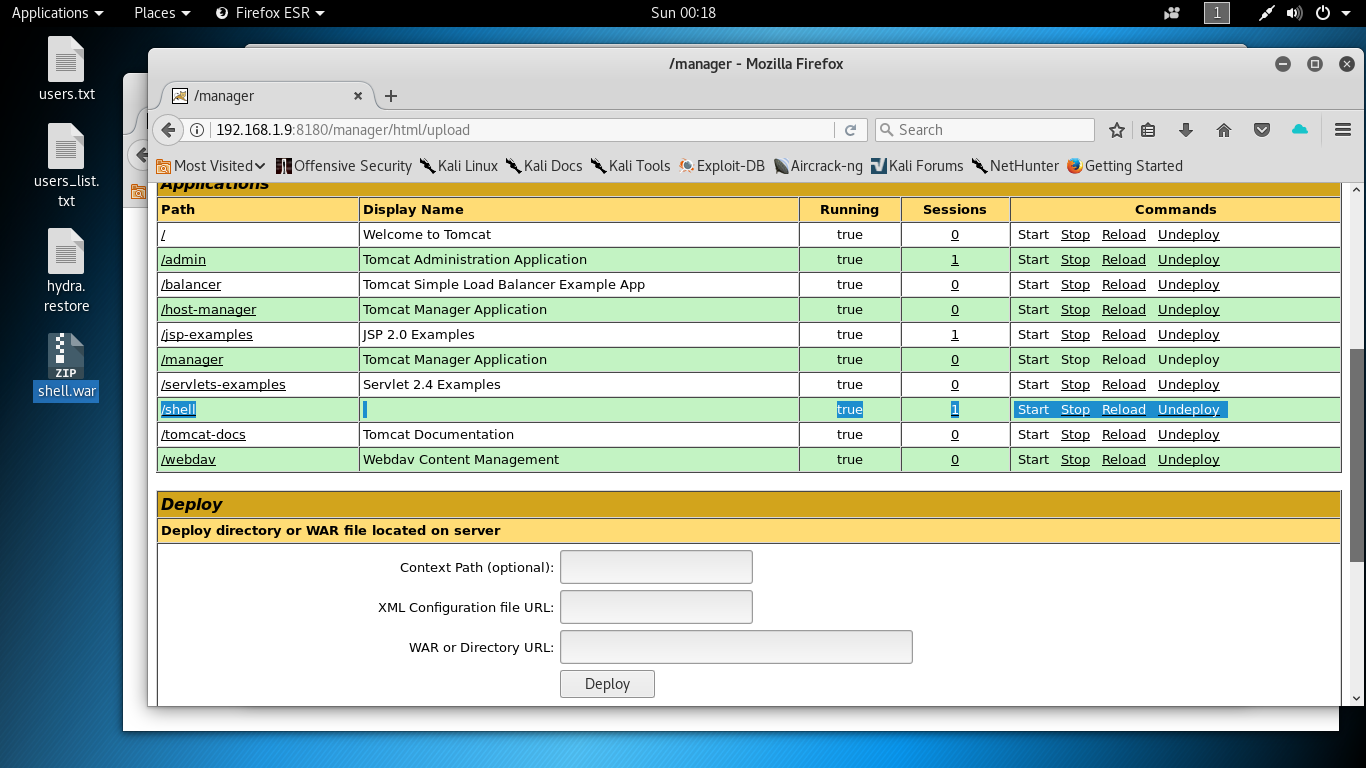 Applications Places Firefox ESR Sun 00:18 1
users.txt
users_list.
txt
hydra.
restore
ZIP
shell.war
/manager - Mozilla Firefox
/manager
192.168.1.9:8180/manager/html/upload Search
Most Visited Offensive Security Kali Linux Kali Docs Kali Tools Exploit-DB Aircrack-ng Kali Forums NetHunter Getting Started
Applications
Path Display Name Running Sessions Commands
/ Welcome to Tomcat true 0 Start Stop Reload Undeploy
/admin Tomcat Administration Application true 1 Start Stop Reload Undeploy
/balancer Tomcat Simple Load Balancer Example App true 0 Start Stop Reload Undeploy
/host-manager Tomcat Manager Application true 0 Start Stop Reload Undeploy
/jsp-examples JSP 2.0 Examples true 1 Start Stop Reload Undeploy
/manager Tomcat Manager Application true 0 Start Stop Reload Undeploy
/servlets-examples Servlet 2.4 Examples true 0 Start Stop Reload Undeploy
/shell true 1 Start Stop Reload Undeploy
/tomcat-docs Tomcat Documentation true 0 Start Stop Reload Undeploy
/webdav Webdav Content Management true 0 Start Stop Reload Undeploy
Deploy
Deploy directory or WAR file located on server
Context Path (optional):
XML Configuration file URL:
WAR or Directory URL:
Deploy